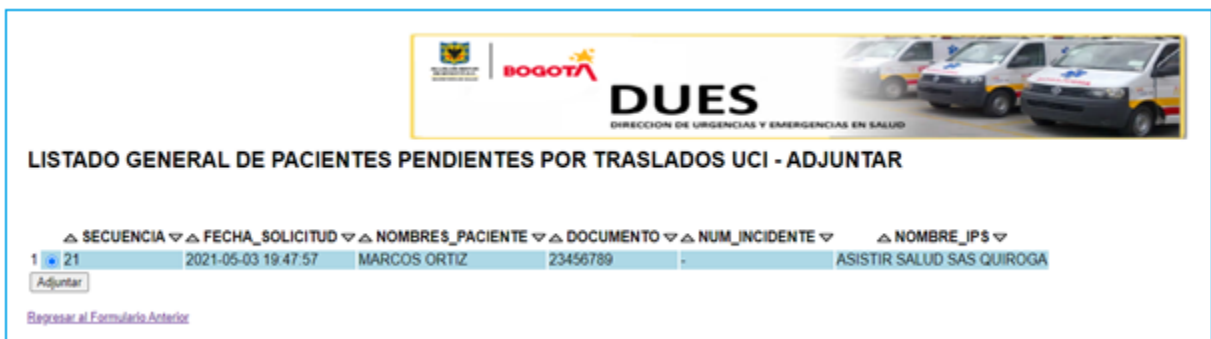 BOGOTÁ
DUES
DIRECCION DE URGENCIAS Y EMERGENCIAS EN SALUD
LISTADO GENERAL DE PACIENTES PENDIENTES POR TRASLADOS UCI - ADJUNTAR
△ SECUENCIA ▽ △ FECHA_SOLICITUD ▽ △ NOMBRES_PACIENTE ▽ △ DOCUMENTO ▽ △ NUM_INCIDENTE ▽ △ NOMBRE_IPS ▽
1 21 2021-05-03 19:47:57 MARCOS ORTIZ 23456789 - ASISTIR SALUD SAS QUIROGA
Adjuntar
Regresar al Formulario Anterior